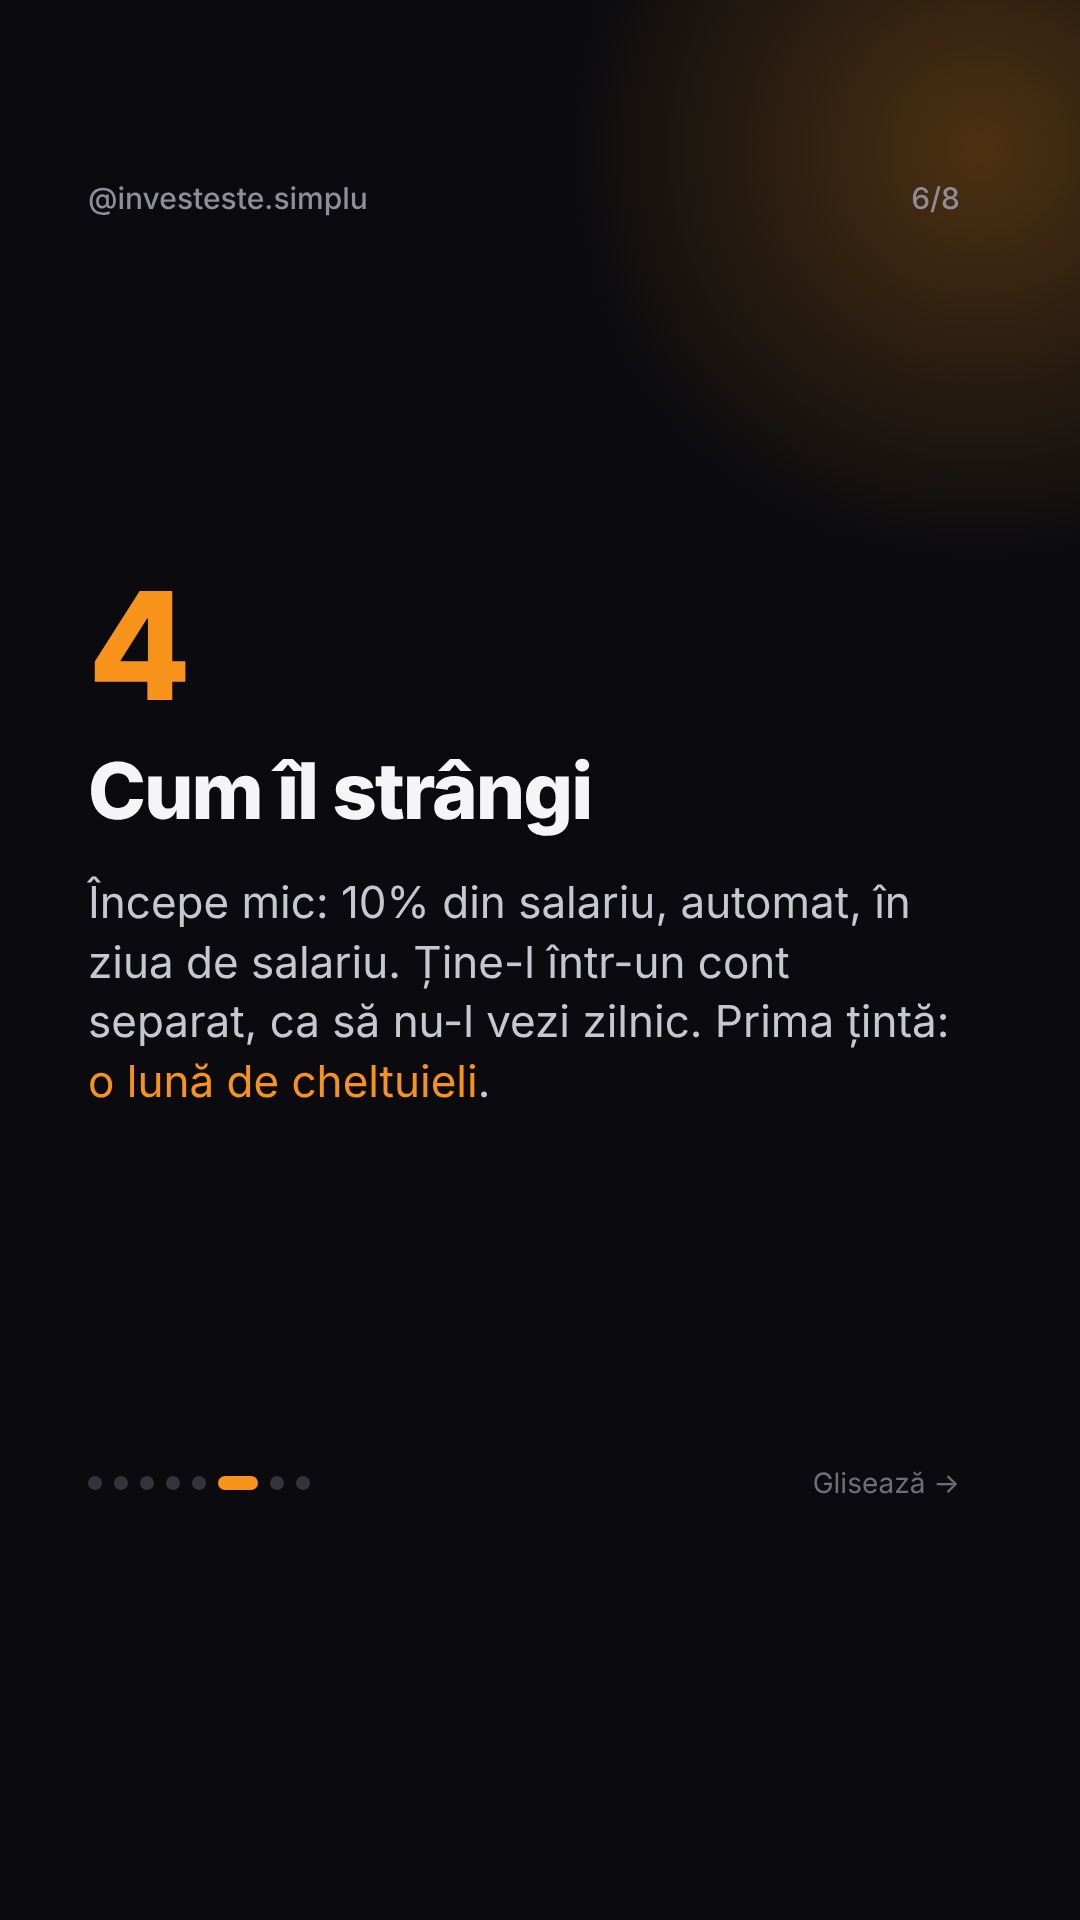 @investeste.simplu
6/8
4
Cum îl strângi
Începe mic: 10% din salariu, automat, în
ziua de salariu. Ține-l într-un cont
separat, ca să nu-l vezi zilnic. Prima țintă:
o lună de cheltuieli.
Glisează →